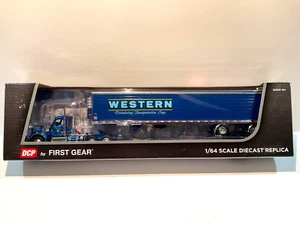 WESTERN
DCP by FIRST GEAR
1/64 SCALE DIECAST REPLICA